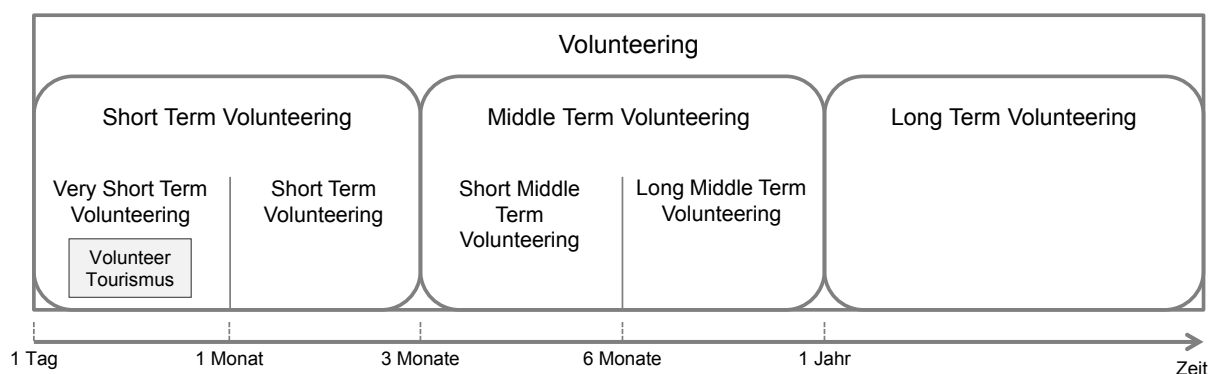 Volunteering
Short Term Volunteering
Middle Term Volunteering
Long Term Volunteering
Very Short Term
Volunteering
Short Term
Volunteering
Short Middle
Term
Volunteering
Long Middle Term
Volunteering
Volunteer
Tourismus
1 Tag
1 Monat
3 Monate
6 Monate
1 Jahr
Zeit